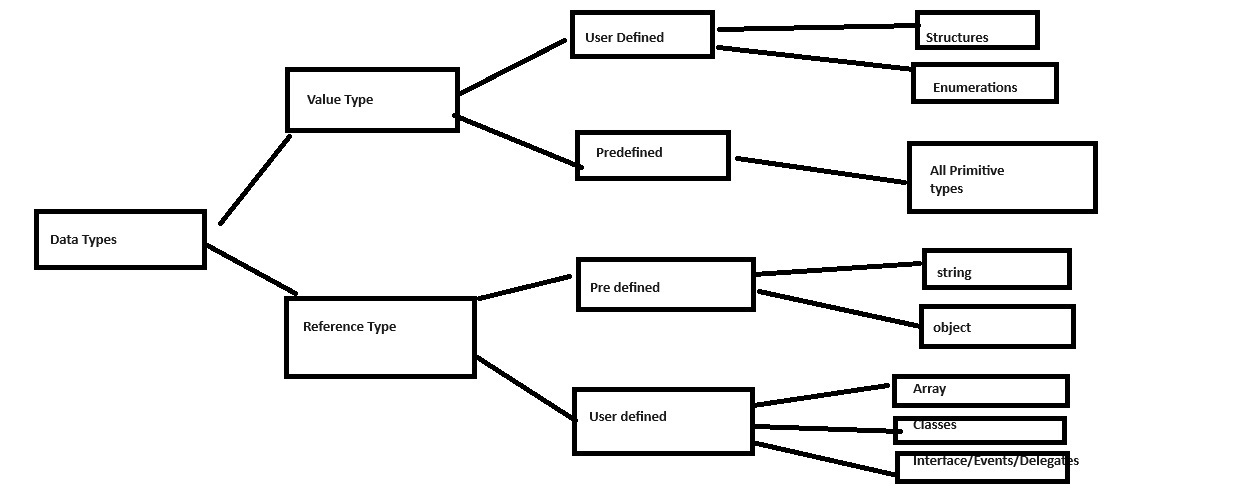 Data Types
Value Type
User Defined
Structures
Enumerations
Predefined
All Primitive
types
Reference Type
Pre defined
string
object
User defined
Array
Classes
Interface/Events/Delegates